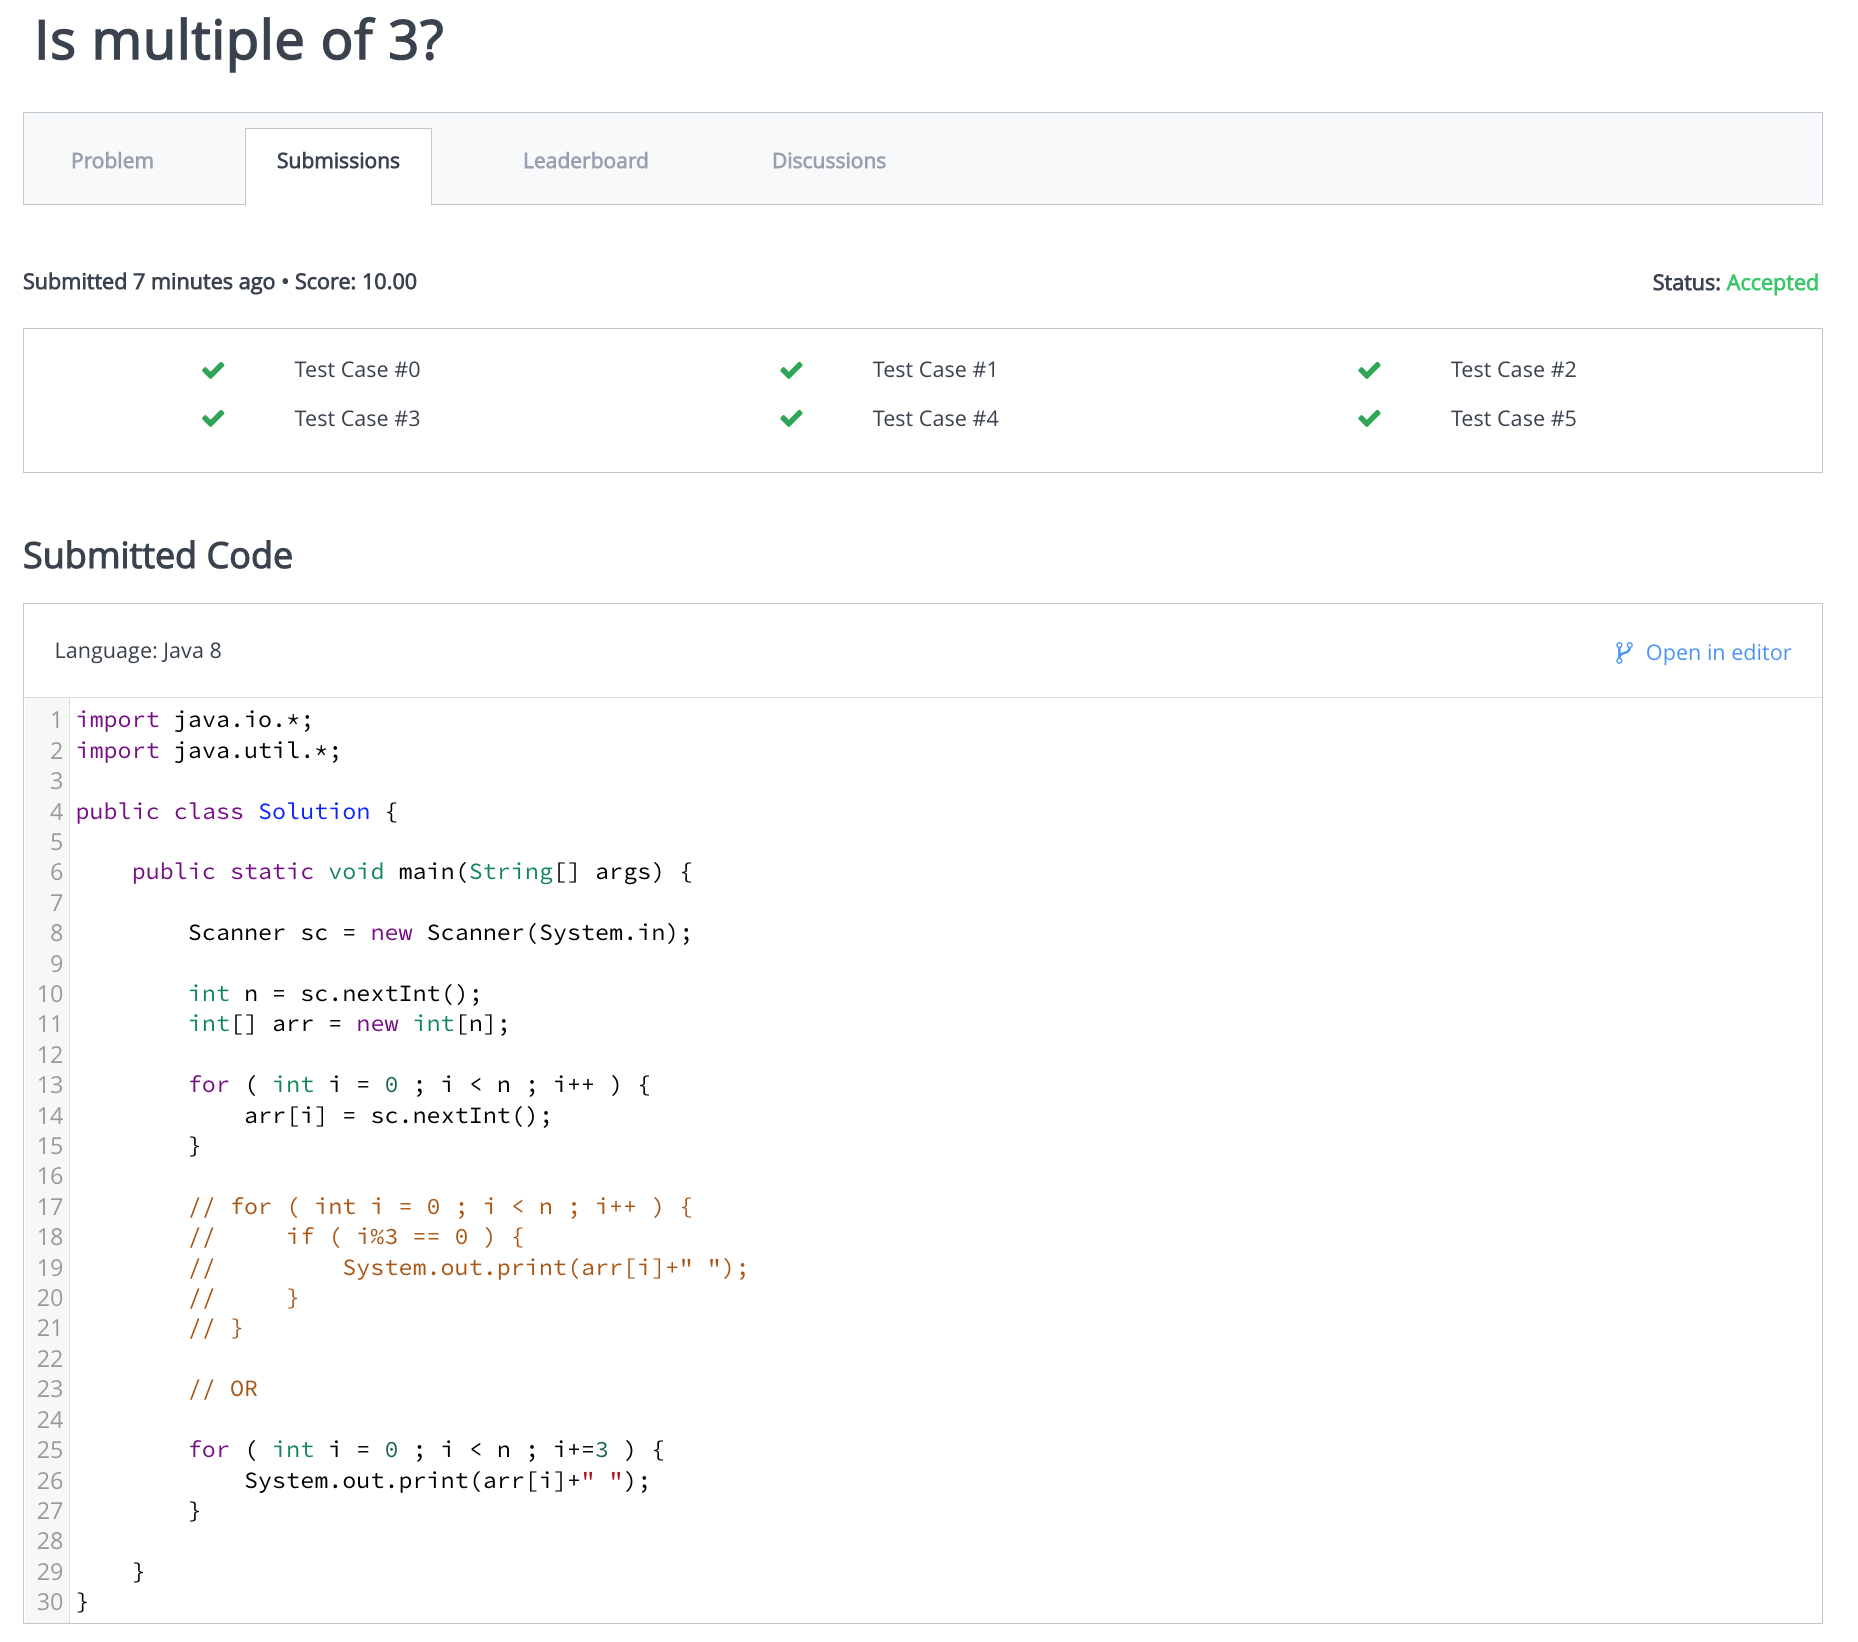 Is multiple of 3?
Problem Submissions Leaderboard Discussions
Submitted 7 minutes ago • Score: 10.00 Status: Accepted
Test Case #0 Test Case #1 Test Case #2
Test Case #3 Test Case #4 Test Case #5
Submitted Code
Language: Java 8 Open in editor
1 import java.io.*;
2 import java.util.*;
3
4 public class Solution {
5
6     public static void main(String[] args) {
7
8         Scanner sc = new Scanner(System.in);
9
10         int n = sc.nextInt();
11         int[] arr = new int[n];
12
13         for ( int i = 0 ; i < n ; i++ ) {
14             arr[i] = sc.nextInt();
15         }
16
17         // for ( int i = 0 ; i < n ; i++ ) {
18         //     if ( i%3 == 0 ) {
19         //         System.out.print(arr[i]+" ");
20         //     }
21         // }
22
23         // OR
24
25         for ( int i = 0 ; i < n ; i+=3 ) {
26             System.out.print(arr[i]+" ");
27         }
28
29     }
30 }